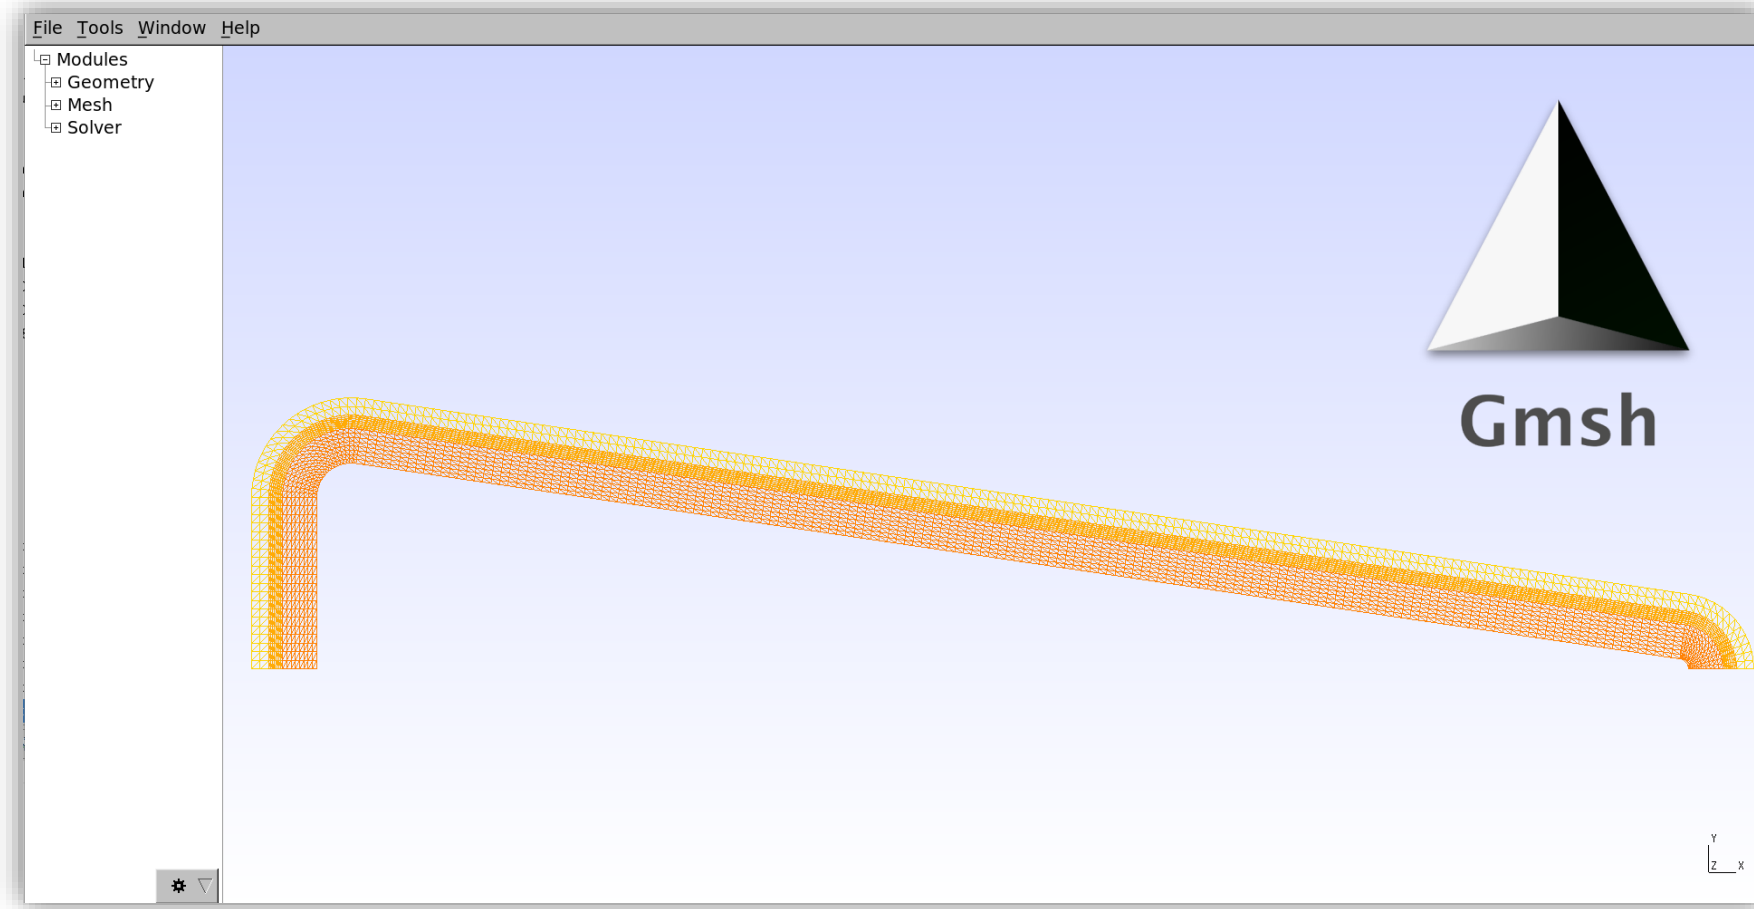 File Tools Window Help
Modules
Geometry
Mesh
Solver
Gmsh
Y
Z X